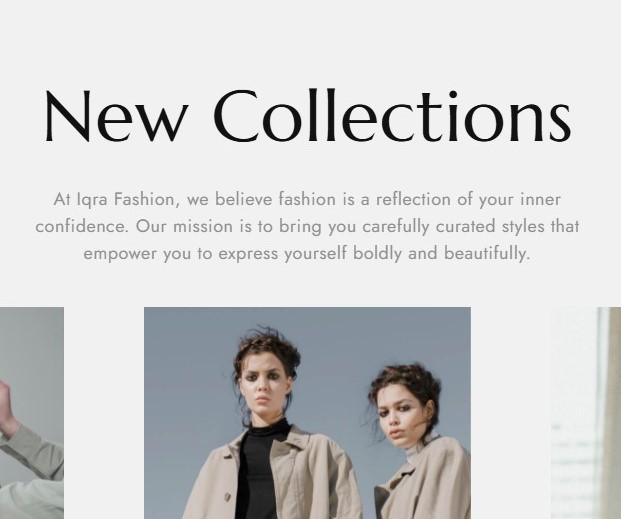 New Collections
At Iqra Fashion, we believe fashion is a reflection of your inner
confidence. Our mission is to bring you carefully curated styles that
empower you to express yourself boldly and beautifully.